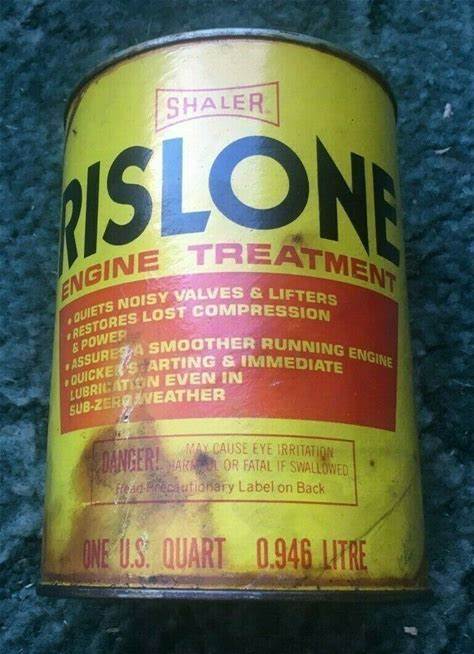 SHALER
RISLONE
ENGINE TREATMENT
• QUIETS NOISY VALVES & LIFTERS
• RESTORES LOST COMPRESSION
& POWER
• ASSURES A SMOOTHER RUNNING ENGINE
• QUICKER STARTING & IMMEDIATE
LUBRICATION EVEN IN
SUB-ZERO WEATHER
DANGER! MAY CAUSE EYE IRRITATION
HARMFUL OR FATAL IF SWALLOWED
Read Precautionary Label on Back
ONE U.S. QUART 0.946 LITRE